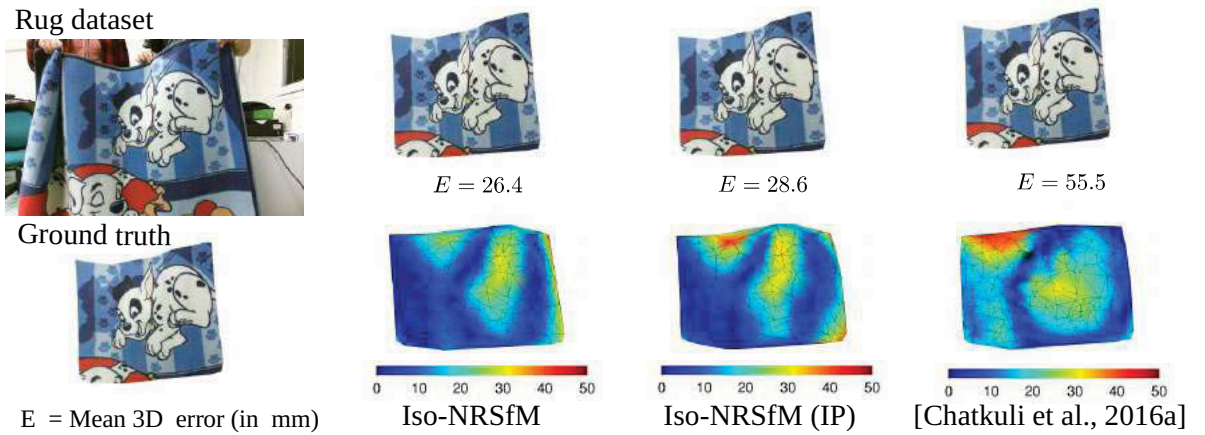 Rug dataset
E = 26.4
E = 28.6
E = 55.5
Ground truth
0 10 20 30 40 50
0 10 20 30 40 50
0 10 20 30 40 50
E = Mean 3D error (in mm)
Iso-NRSfM
Iso-NRSfM (IP)
[Chatkuli et al., 2016a]